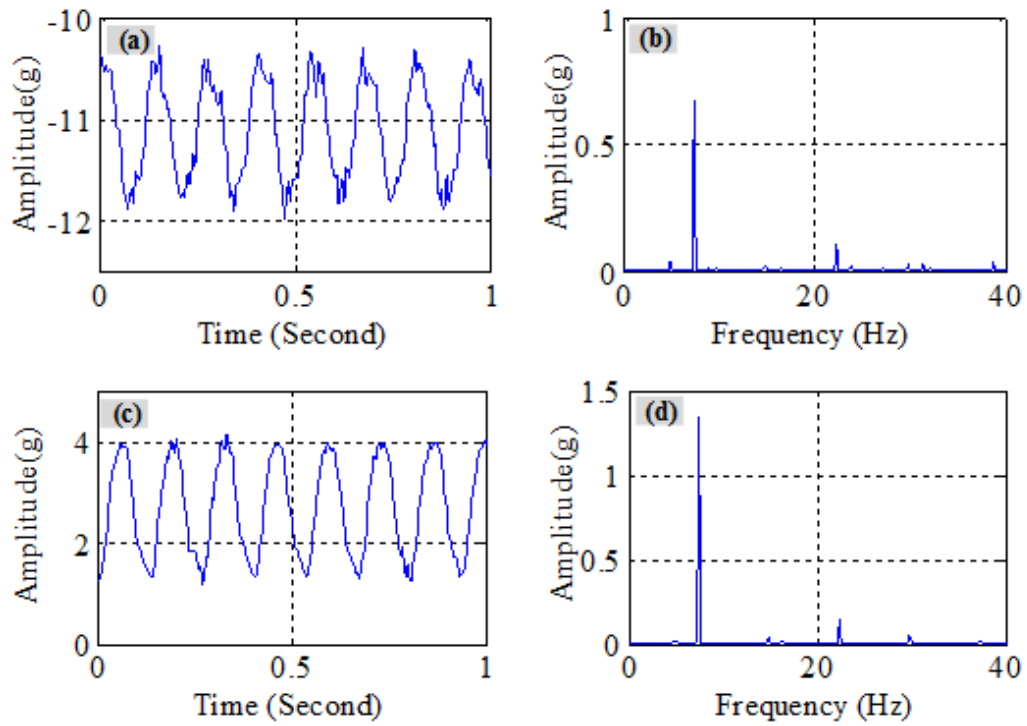 (a)
Amplitude(g)
-10
-11
-12
0 0.5 1
Time (Second)
(b)
Amplitude(g)
1
0.5
0
0 20 40
Frequency (Hz)
(c)
Amplitude(g)
4
2
0
0 0.5 1
Time (Second)
(d)
Amplitude(g)
1.5
1
0.5
0
0 20 40
Frequency (Hz)